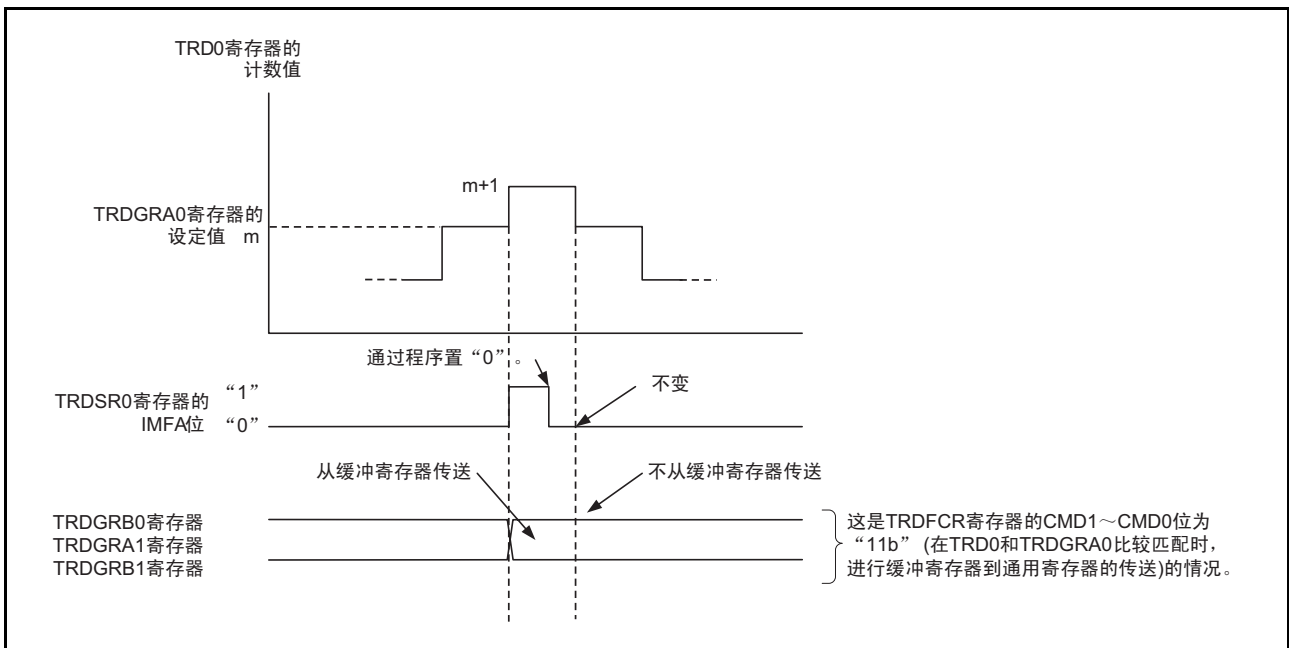 TRD0寄存器的
计数值
m+1
TRDGRA0寄存器的
设定值 m
通过程序置“0”。
不变
TRDSR0寄存器的 “1”
IMFA位 “0”
从缓冲寄存器传送
不从缓冲寄存器传送
TRDGRB0寄存器
TRDGRA1寄存器
TRDGRB1寄存器
这是TRDFCR寄存器的CMD1～CMD0位为
“11b” (在TRD0和TRDGRA0比较匹配时，
进行缓冲寄存器到通用寄存器的传送)的情况。